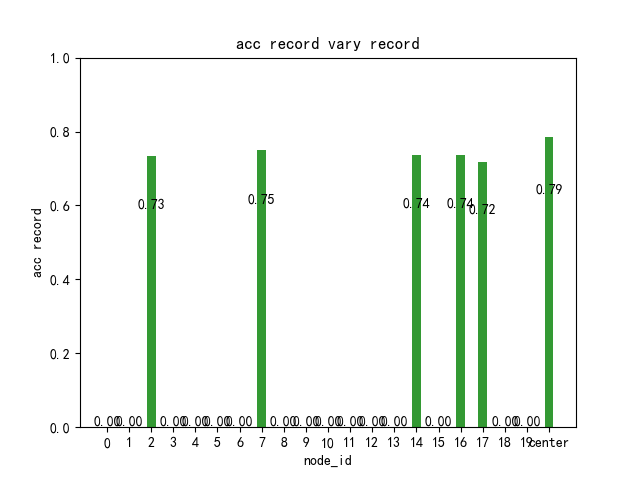 acc record vary record
1.0
0.8
0.6
0.4
0.2
0.0
acc record
0.00 0.00 0.73 0.00 0.00 0.00 0.00 0.75 0.00 0.00 0.00 0.00 0.00 0.00 0.74 0.00 0.74 0.72 0.00 0.00 0.79
0 1 2 3 4 5 6 7 8 9 10 11 12 13 14 15 16 17 18 19 center
node_id